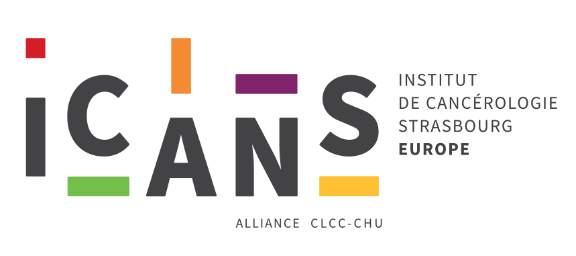 iCANS
INSTITUT
DE CANCÉROLOGIE
STRASBOURG
EUROPE
ALLIANCE CLCC-CHU